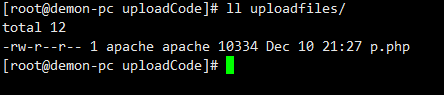 [root@demon-pc uploadCode]# ll uploadfiles/
total 12
-rw-r--r-- 1 apache apache 10334 Dec 10 21:27 p.php
[root@demon-pc uploadCode]#